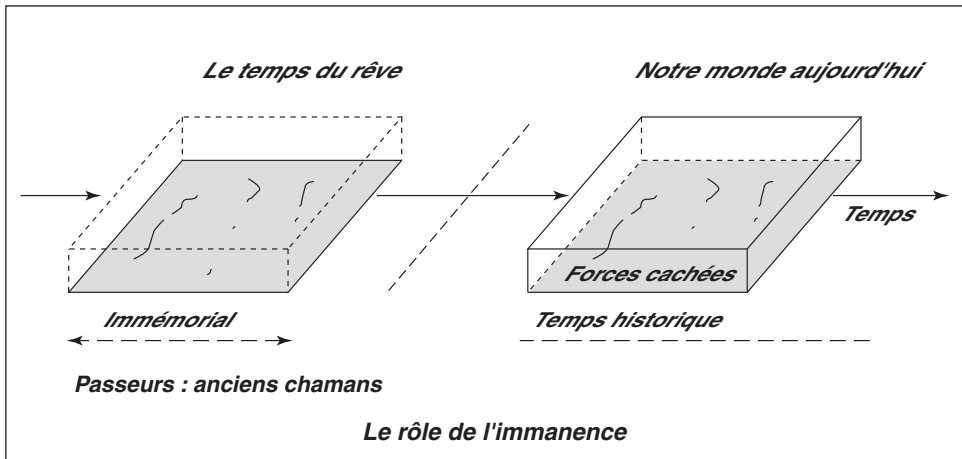 Le temps du rêve
Notre monde aujourd'hui
Temps
Forces cachées
Immémorial
Temps historique
Passeurs : anciens chamans
Le rôle de l'immanence